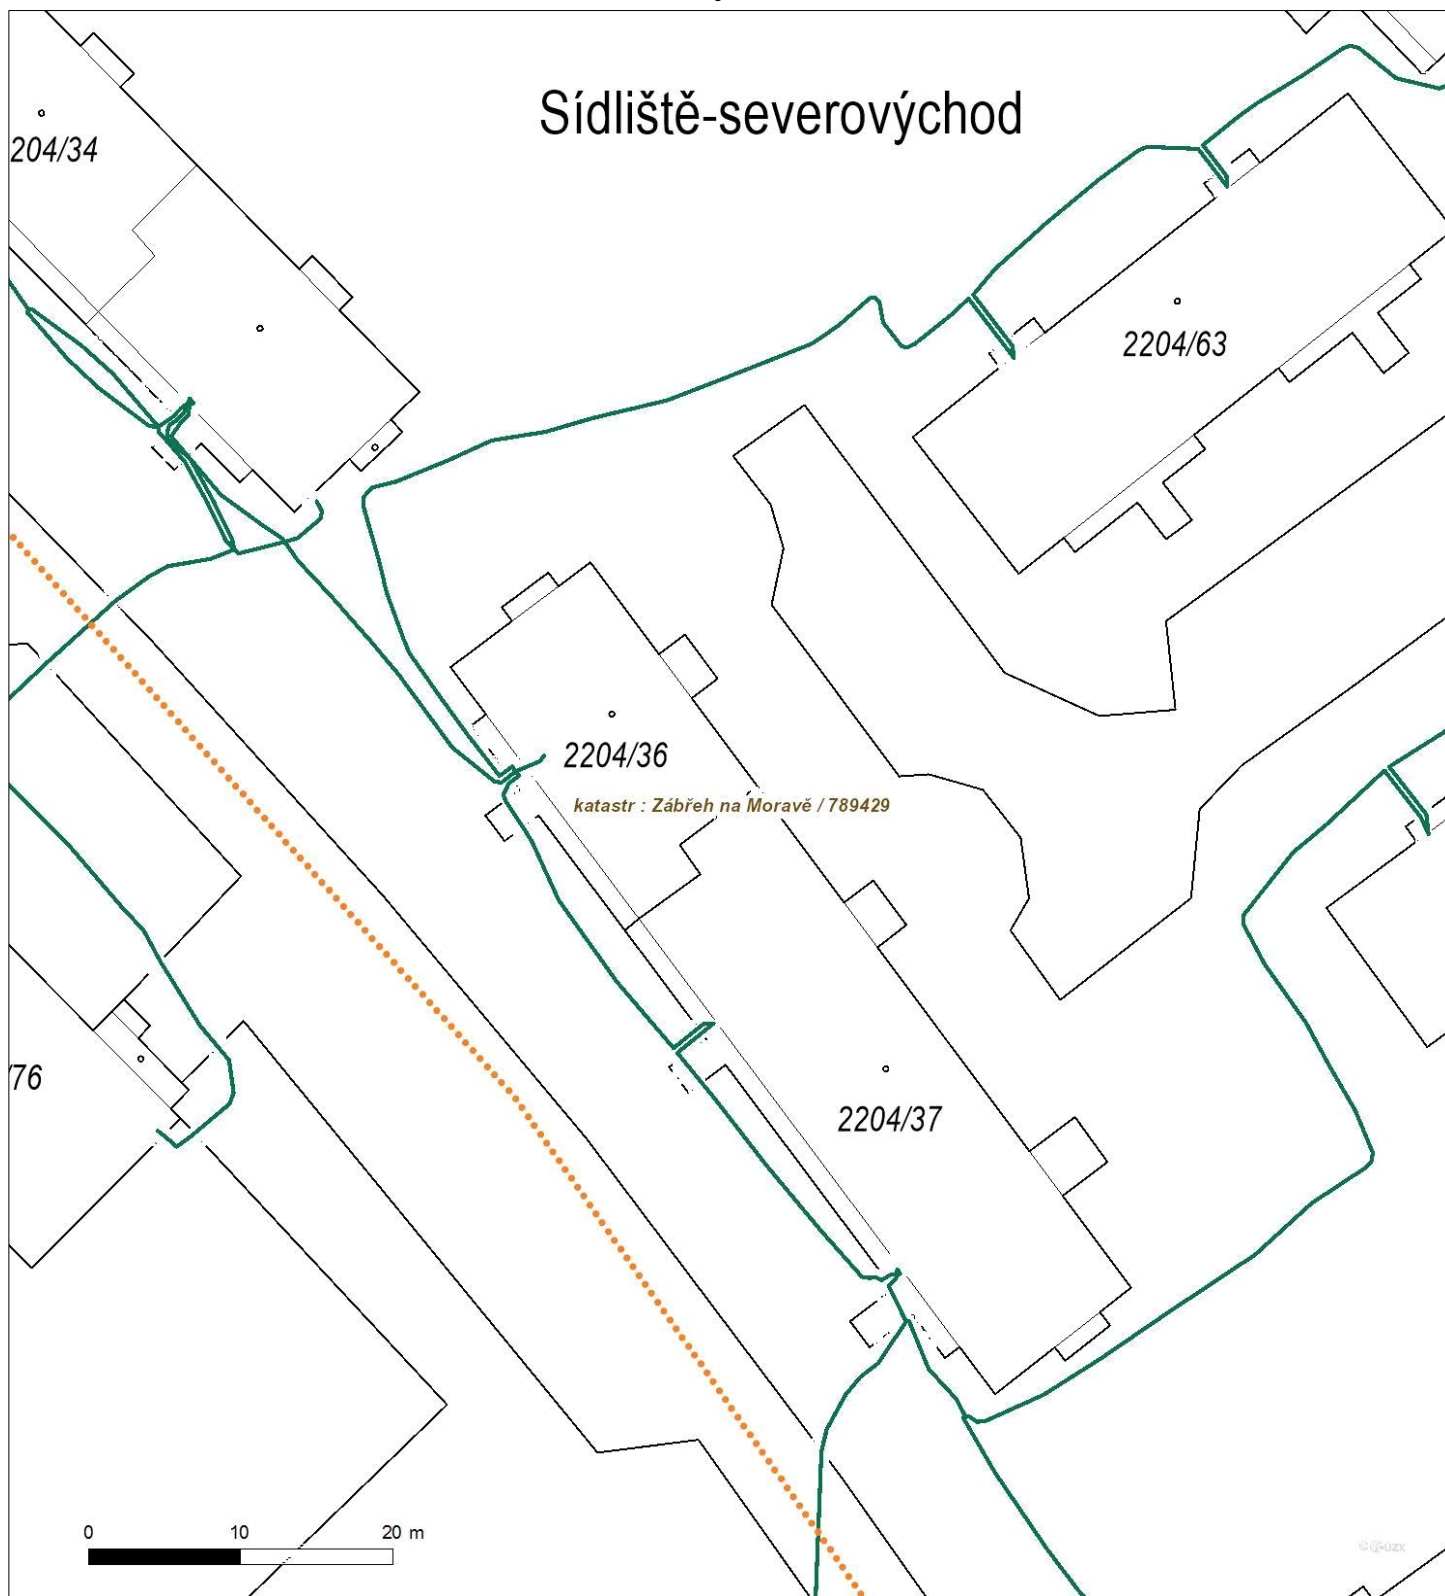 Sídliště-severovýchod
204/34
2204/63
2204/36
katastr : Zábřeh na Moravě / 789429
/76
2204/37
0 10 20 m